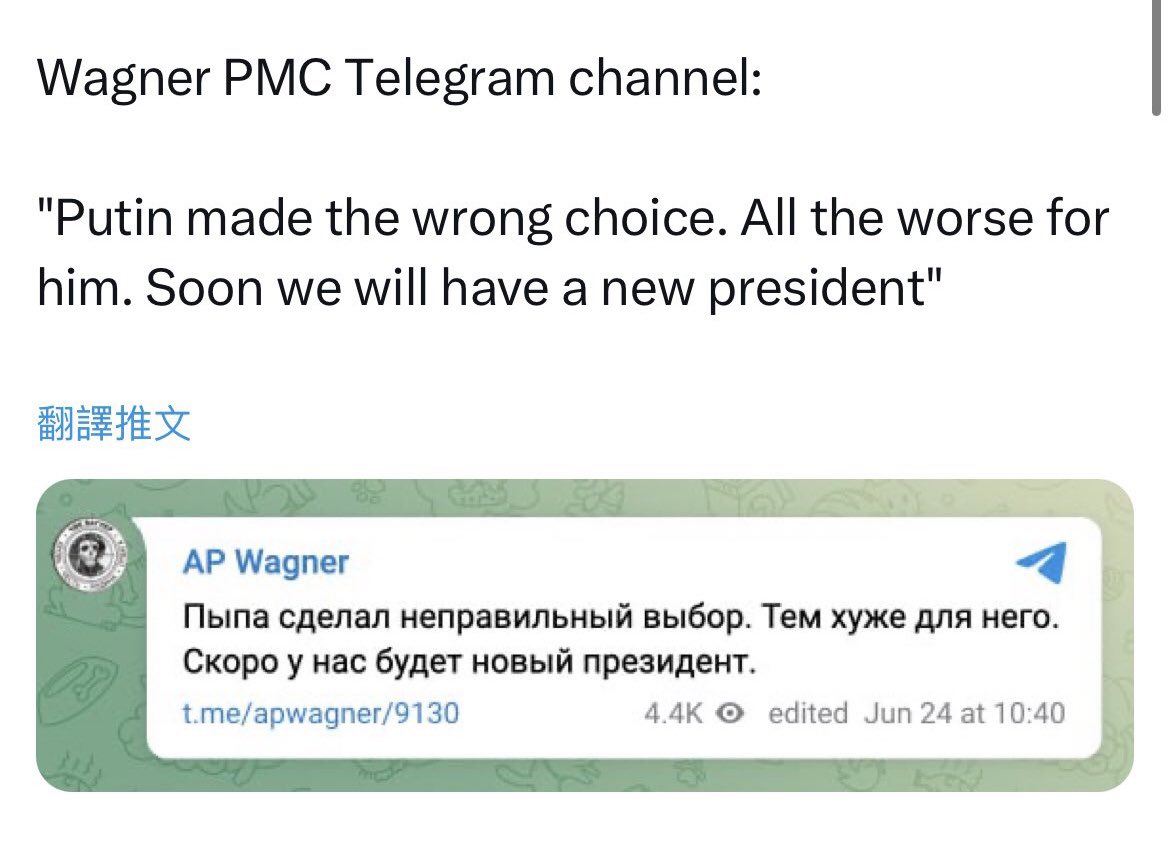 Wagner PMC Telegram channel:
"Putin made the wrong choice. All the worse for
him. Soon we will have a new president"
翻譯推文
AP Wagner
Пыпа сделал неправильный выбор. Тем хуже для него.
Скоро у нас будет новый президент.
t.me/apwagner/9130 4.4K edited Jun 24 at 10:40